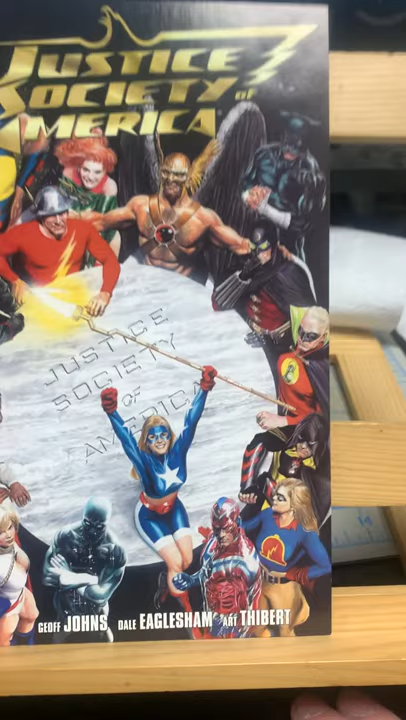 JUSTICE
SOCIETY OF
AMERICA
JUSTICE
SOCIETY
OF
AMERICA
GEOFF JOHNS DALE EAGLESHAM ART THIBERT